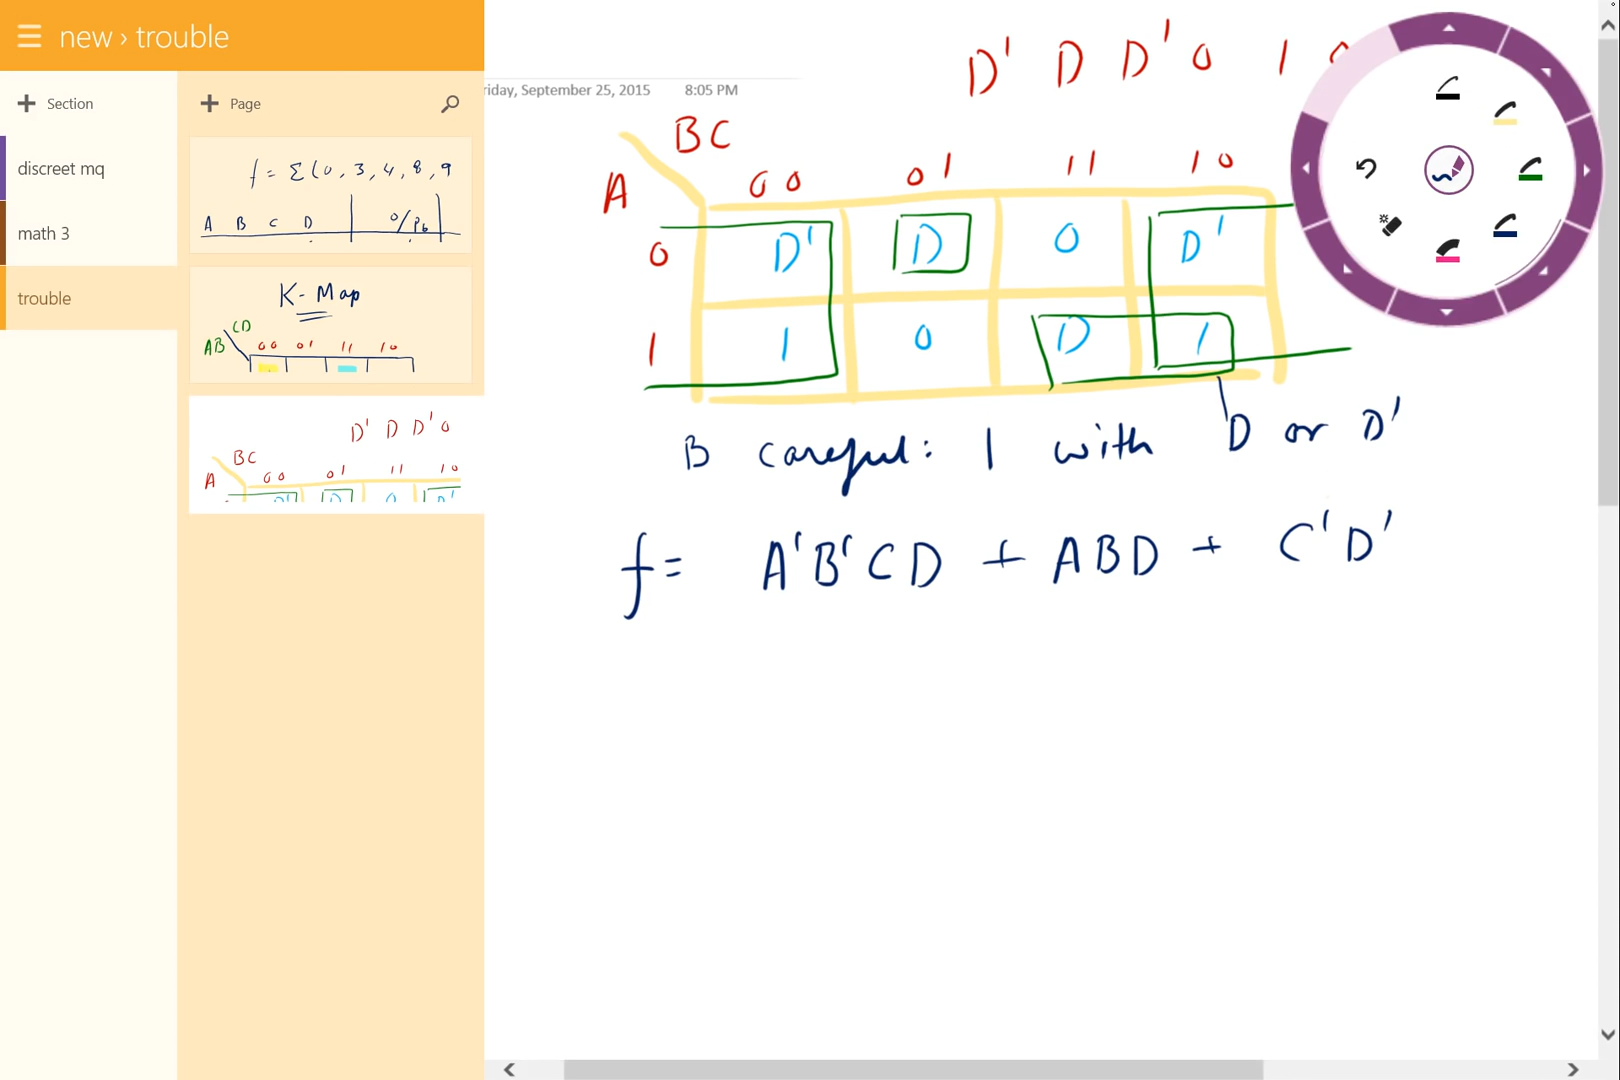 new › trouble
+ Section
discreet mq
math 3
trouble
+ Page
f = Σ(0, 3, 4, 8, 9
A B C D
K-Map
CD
AB 00 01 11 10
D' D D' 0
BC
A 00 01 11 10
D' D 0 D'
riday, September 25, 2015 8:05 PM
D' D D' 0 1 0
BC
A 00 01 11 10
0 D' D 0 D'
1 1 0 D 1
B careful: 1 with D or D'
f = A'B'CD + ABD + C'D'